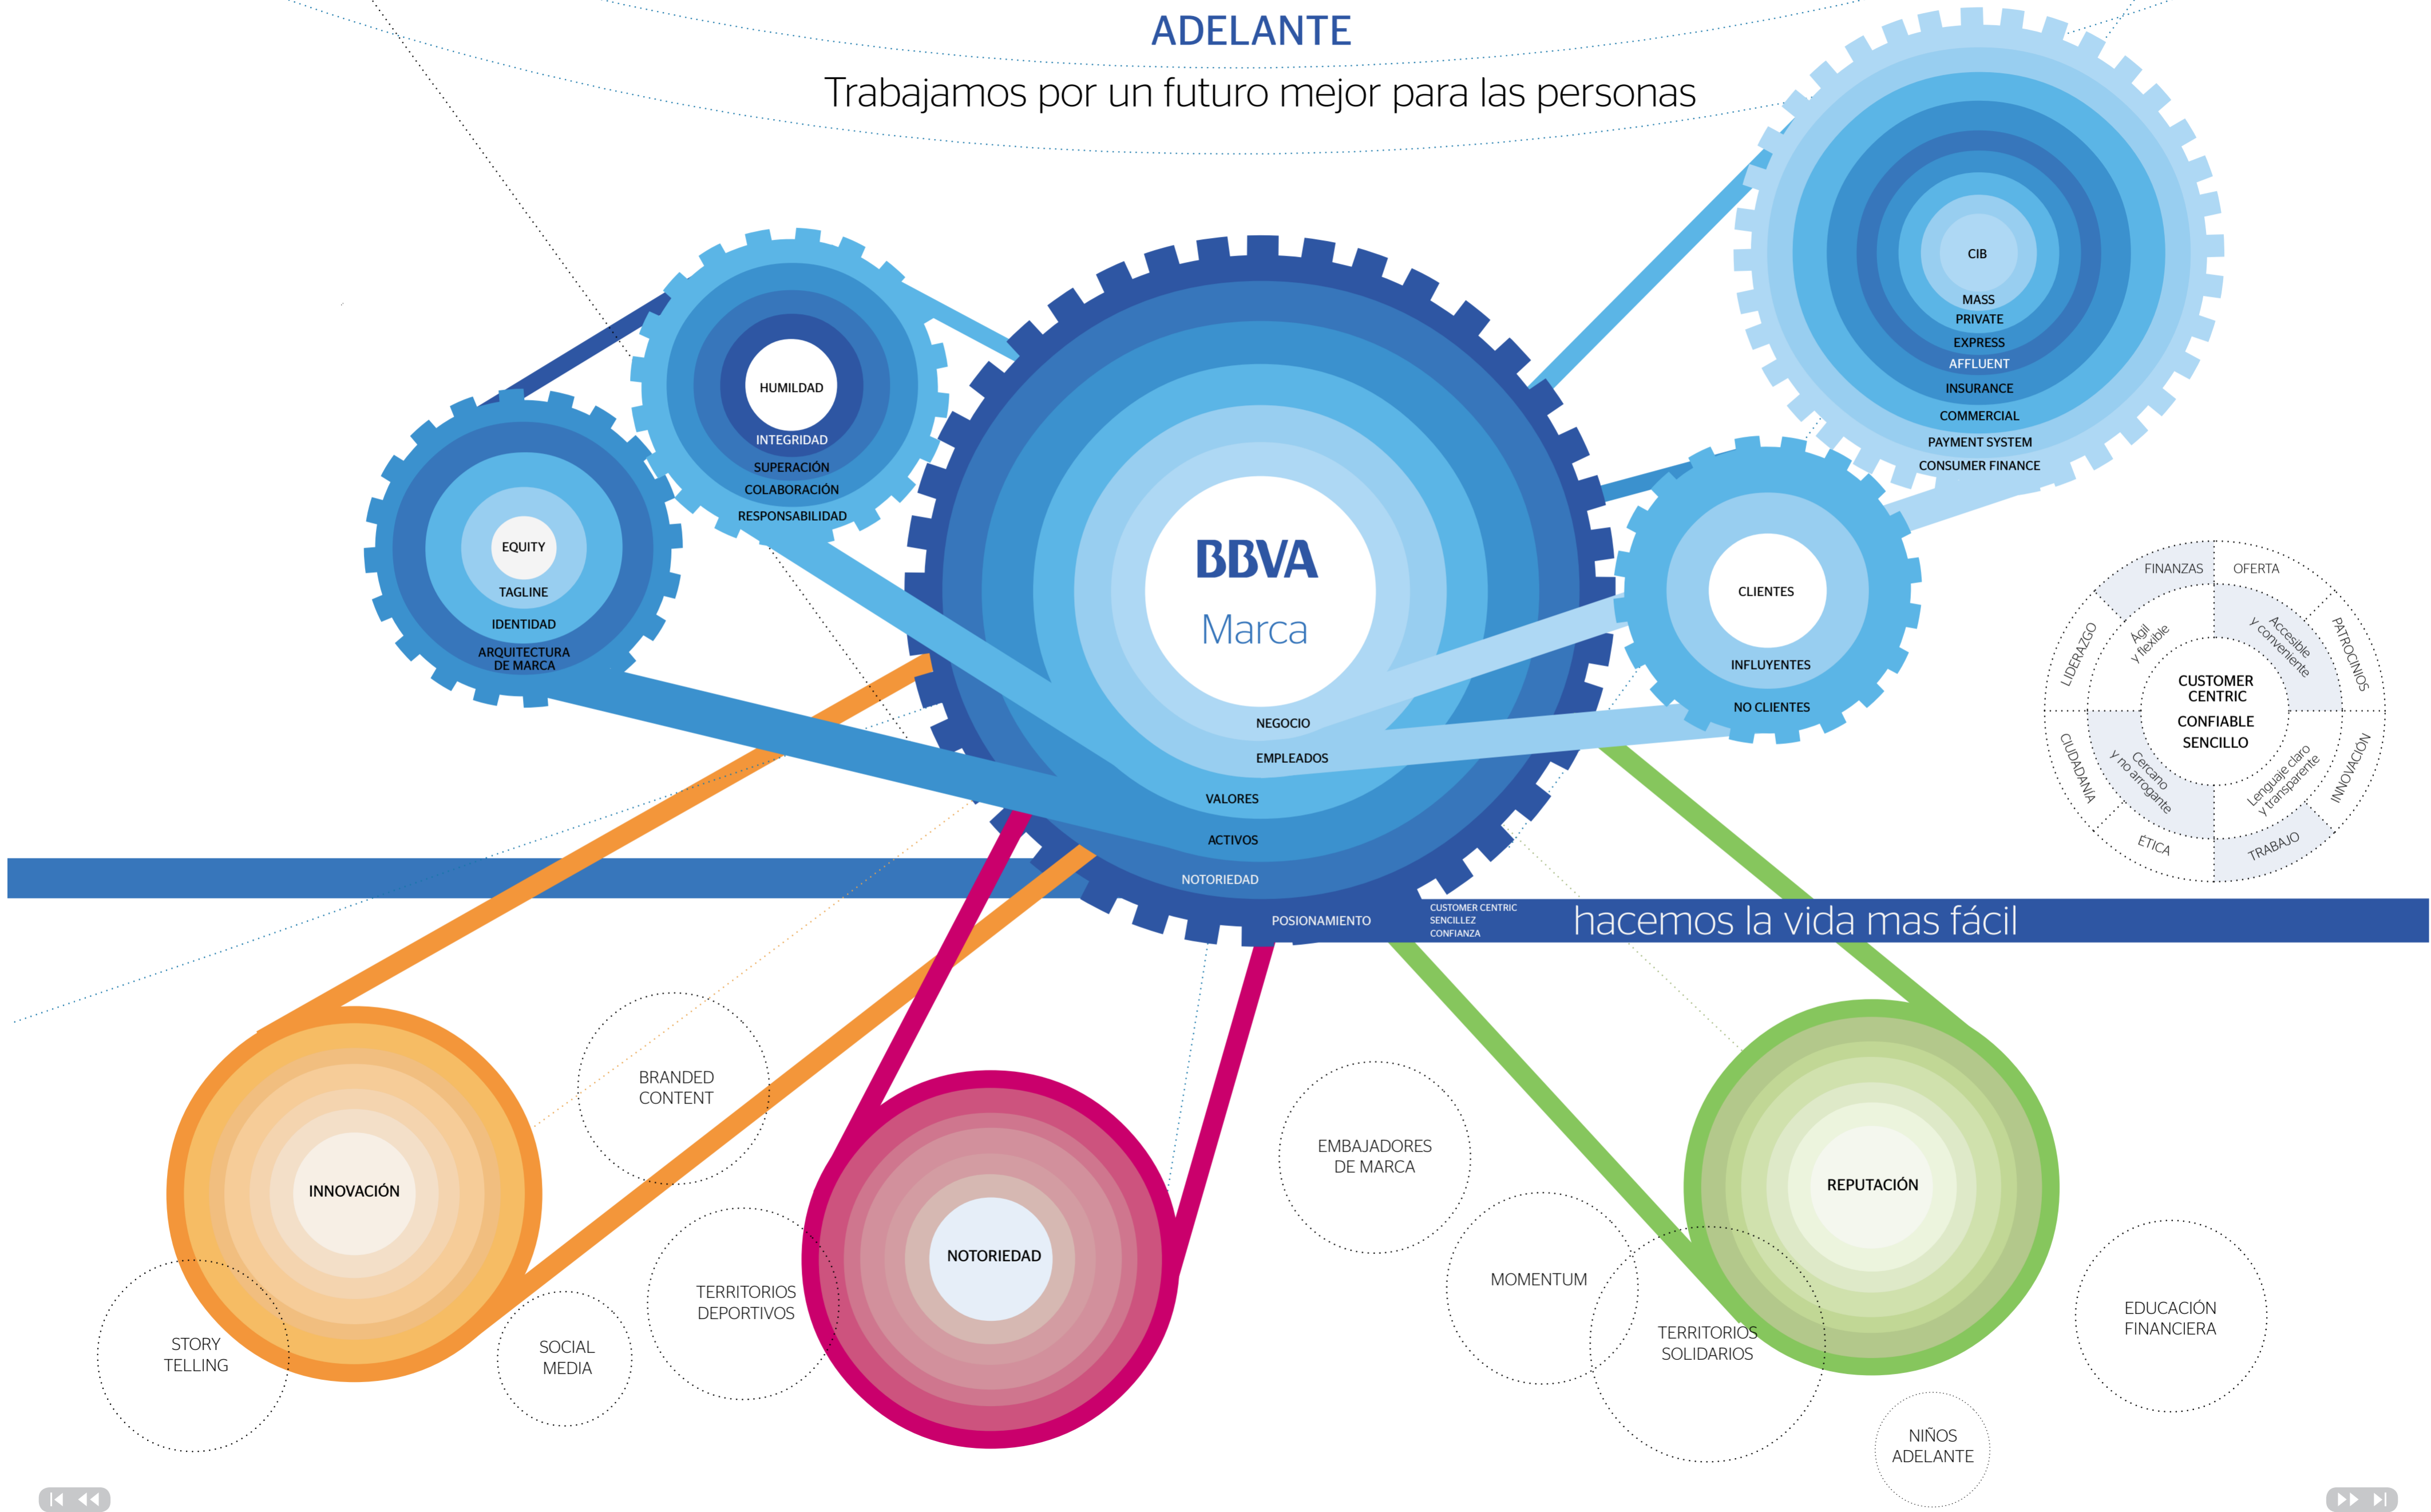 ADELANTE
Trabajamos por un futuro mejor para las personas
CIB
MASS
PRIVATE
EXPRESS
AFFLUENT
INSURANCE
COMMERCIAL
PAYMENT SYSTEM
CONSUMER FINANCE
HUMILDAD
INTEGRIDAD
SUPERACIÓN
COLABORACIÓN
RESPONSABILIDAD
EQUITY
TAGLINE
IDENTIDAD
ARQUITECTURA
DE MARCA
BBVA
Marca
NEGOCIO
EMPLEADOS
VALORES
ACTIVOS
NOTORIEDAD
POSIONAMIENTO
CUSTOMER CENTRIC
SENCILLEZ
CONFIANZA
hacemos la vida mas fácil
CLIENTES
INFLUYENTES
NO CLIENTES
FINANZAS
OFERTA
PATROCINIOS
INNOVACIÓN
TRABAJO
ÉTICA
CIUDADANÍA
LIDERAZGO
Ágil
y flexible
Accesible
y conveniente
Cercano
y no arrogante
Lenguaje claro
y transparente
CUSTOMER
CENTRIC
CONFIABLE
SENCILLO
INNOVACIÓN
STORY
TELLING
BRANDED
CONTENT
SOCIAL
MEDIA
TERRITORIOS
DEPORTIVOS
NOTORIEDAD
EMBAJADORES
DE MARCA
MOMENTUM
TERRITORIOS
SOLIDARIOS
REPUTACIÓN
NIÑOS
ADELANTE
EDUCACIÓN
FINANCIERA